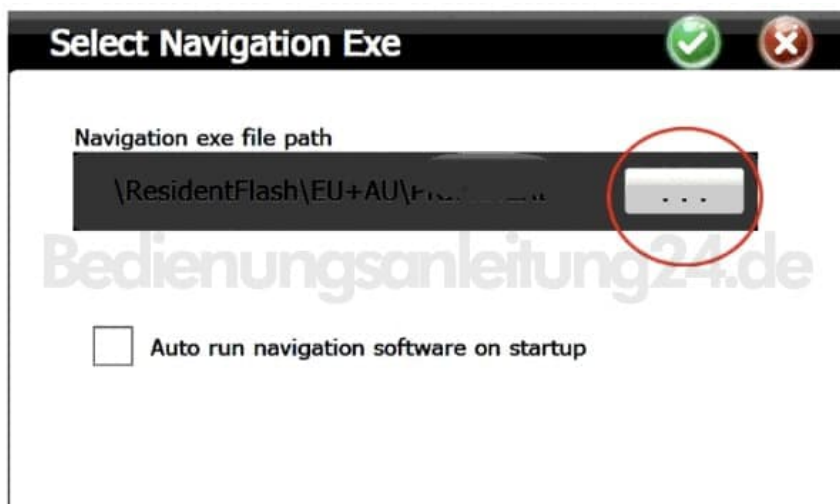 Select Navigation Exe
Navigation exe file path
\ResidentFlash\EU+AU\
...
Bedienungsanleitung24.de
Auto run navigation software on startup